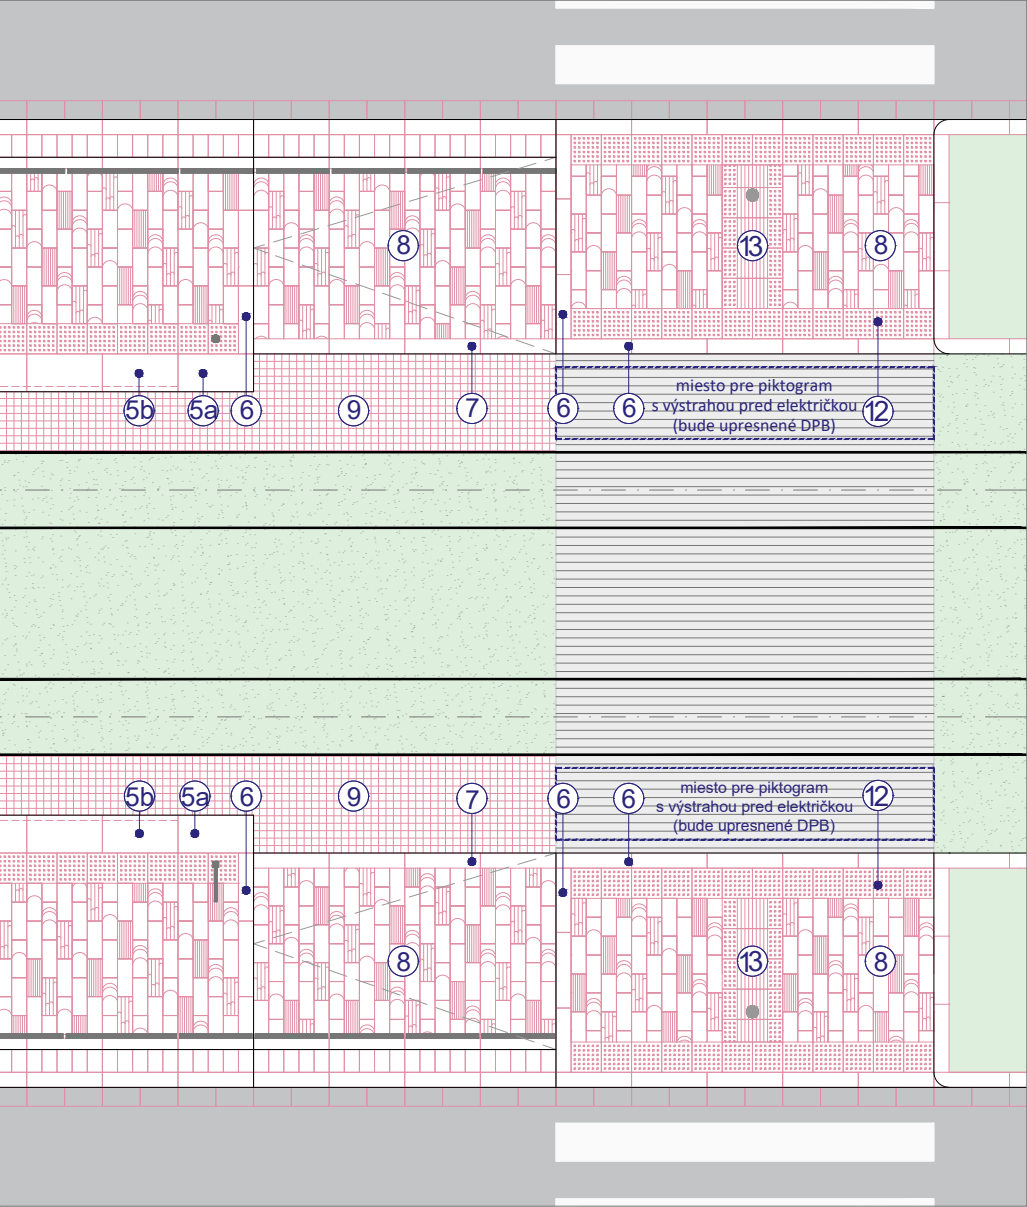 8
13
8
5b
5a
6
9
7
6
6
miesto pre piktogram
s výstrahou pred električkou
(bude upresnené DPB)
12
5b
5a
6
9
7
6
6
miesto pre piktogram
s výstrahou pred električkou
(bude upresnené DPB)
12
8
13
8